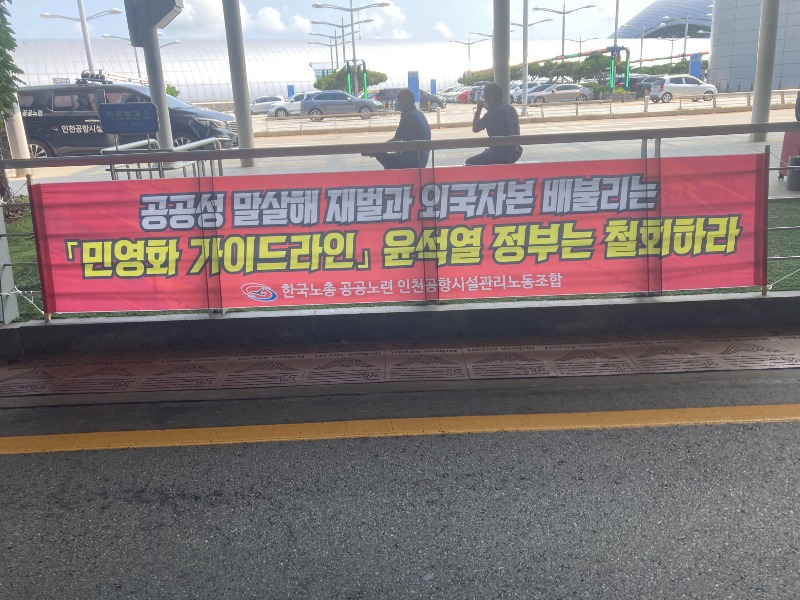 공공성 말살해 재벌과 외국자본 배불리는
「민영화 가이드라인」 윤석열 정부는 철회하라
한국노총 공공노련 인천공항시설관리노동조합